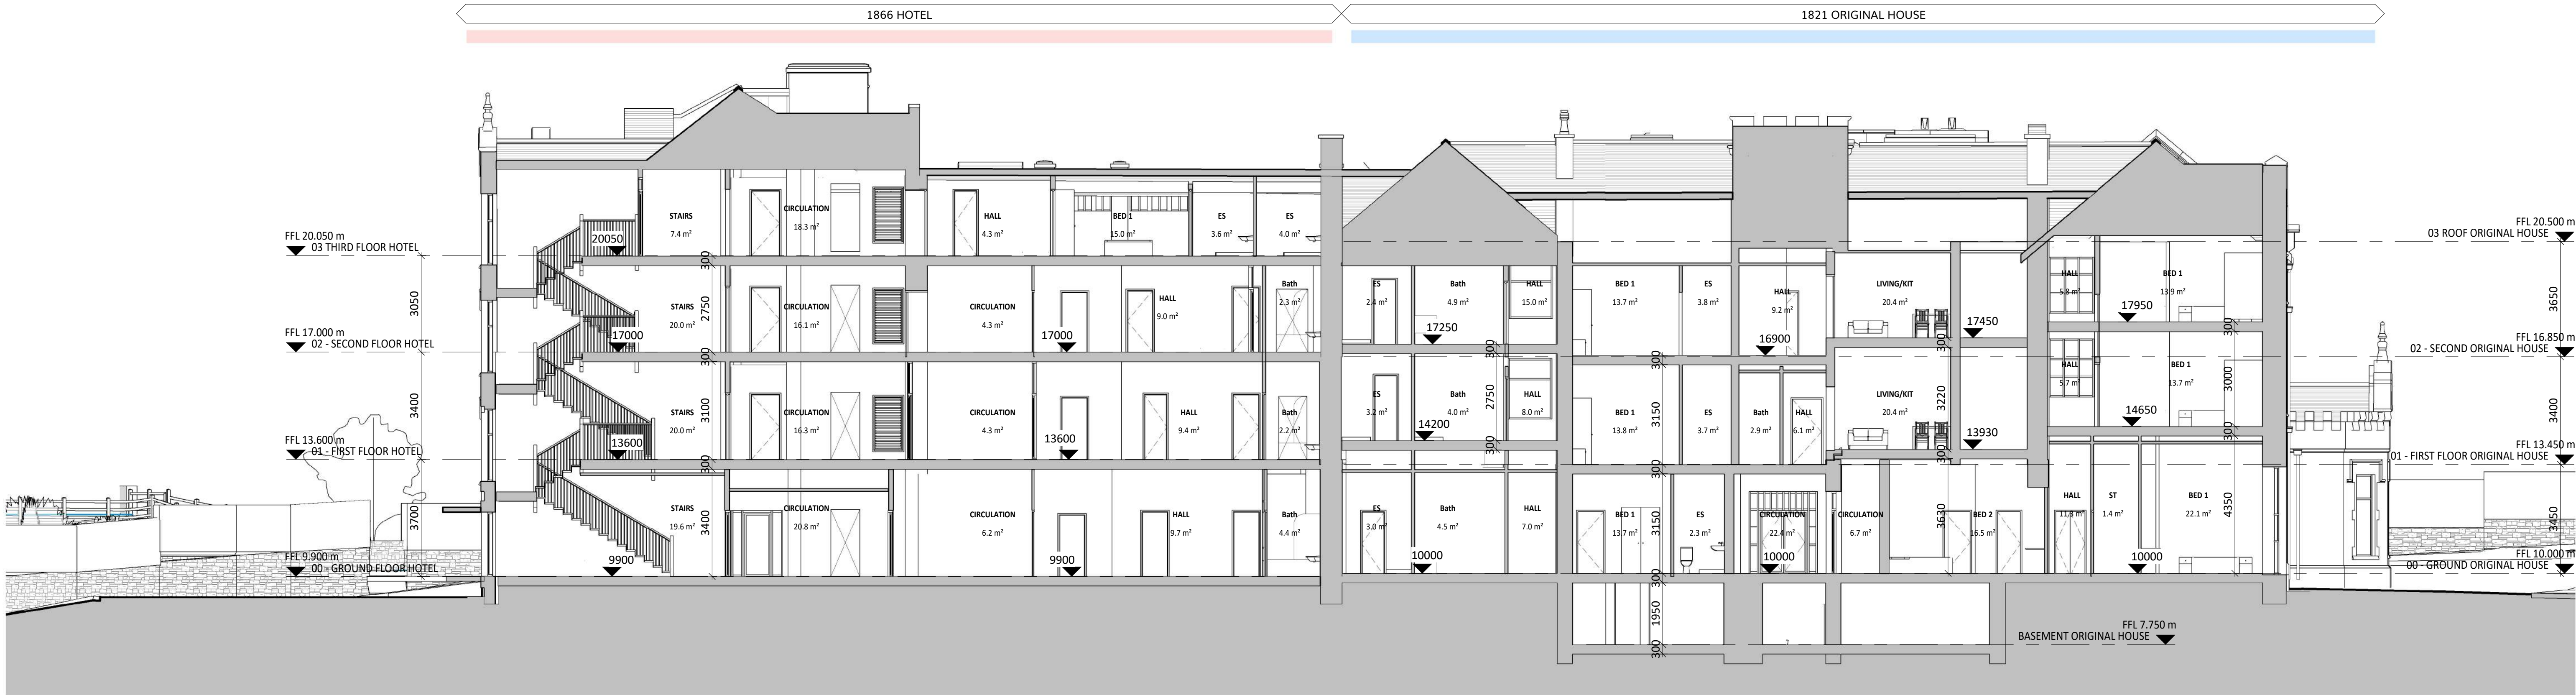 1866 HOTEL
1821 ORIGINAL HOUSE
FFL 20.050 m
03 THIRD FLOOR HOTEL
FFL 17.000 m
02 - SECOND FLOOR HOTEL
FFL 13.600 m
01 - FIRST FLOOR HOTEL
FFL 9.900 m
00 - GROUND FLOOR HOTEL
3050
3400
3700
STAIRS
7.4 m²
CIRCULATION
18.3 m²
HALL
4.3 m²
BED 1
15.0 m²
ES
3.6 m²
ES
4.0 m²
20050
300
STAIRS
20.0 m²
2750
CIRCULATION
16.1 m²
CIRCULATION
4.3 m²
HALL
9.0 m²
Bath
2.3 m²
17000
17000
300
STAIRS
20.0 m²
3100
CIRCULATION
16.3 m²
CIRCULATION
4.3 m²
HALL
9.4 m²
Bath
2.2 m²
13600
13600
300
STAIRS
19.6 m²
3400
CIRCULATION
20.8 m²
CIRCULATION
6.2 m²
HALL
9.7 m²
Bath
4.4 m²
9900
9900
ES
2.4 m²
Bath
4.9 m²
HALL
15.0 m²
17250
300
BED 1
13.7 m²
ES
3.8 m²
HALL
9.2 m²
16900
300
LIVING/KIT
20.4 m²
17450
300
HALL
5.8 m²
BED 1
13.9 m²
17950
300
ES
3.2 m²
Bath
4.0 m²
2750
HALL
8.0 m²
14200
300
BED 1
13.8 m²
3150
ES
3.7 m²
Bath
2.9 m²
HALL
6.1 m²
300
LIVING/KIT
20.4 m²
3220
13930
300
HALL
5.7 m²
BED 1
13.7 m²
3000
14650
300
ES
3.0 m²
Bath
4.5 m²
HALL
7.0 m²
10000
BED 1
13.7 m²
3150
ES
2.3 m²
CIRCULATION
22.4 m²
10000
CIRCULATION
6.7 m²
3630
BED 2
16.5 m²
HALL
11.8 m²
ST
1.4 m²
BED 1
22.1 m²
4350
10000
300
1950
300
FFL 7.750 m
BASEMENT ORIGINAL HOUSE
FFL 20.500 m
03 ROOF ORIGINAL HOUSE
3650
FFL 16.850 m
02 - SECOND ORIGINAL HOUSE
3400
FFL 13.450 m
01 - FIRST FLOOR ORIGINAL HOUSE
3450
FFL 10.000 m
00 - GROUND ORIGINAL HOUSE